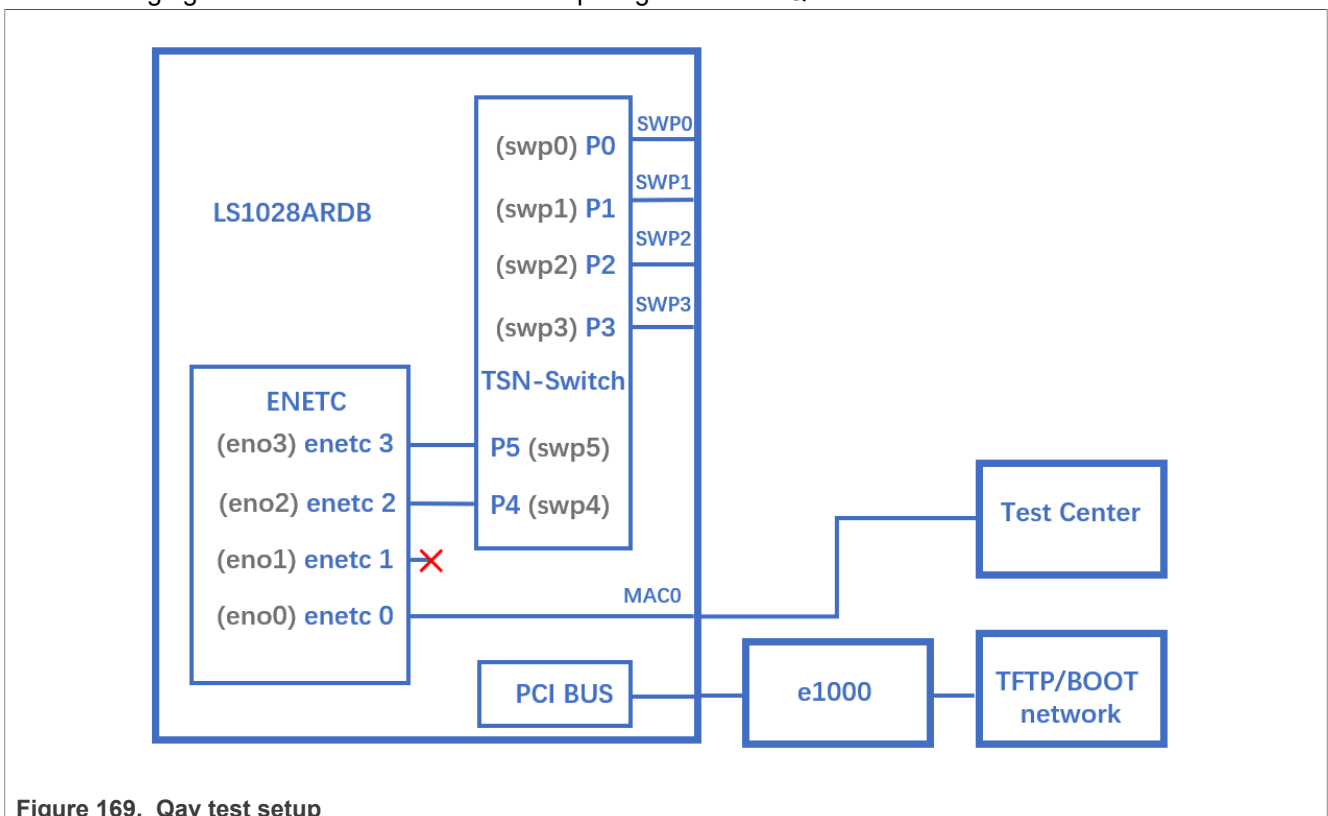 SWP0
(swp0) P0
SWP1
LS1028ARDB
(swp1) P1
SWP2
(swp2) P2
SWP3
(swp3) P3
TSN-Switch
ENETC
(eno3) enetc 3
P5 (swp5)
(eno2) enetc 2
P4 (swp4)
Test Center
(eno1) enetc 1
MAC0
(eno0) enetc 0
PCI BUS
e1000
TFTP/BOOT
network
Figure 169. Qav test setup